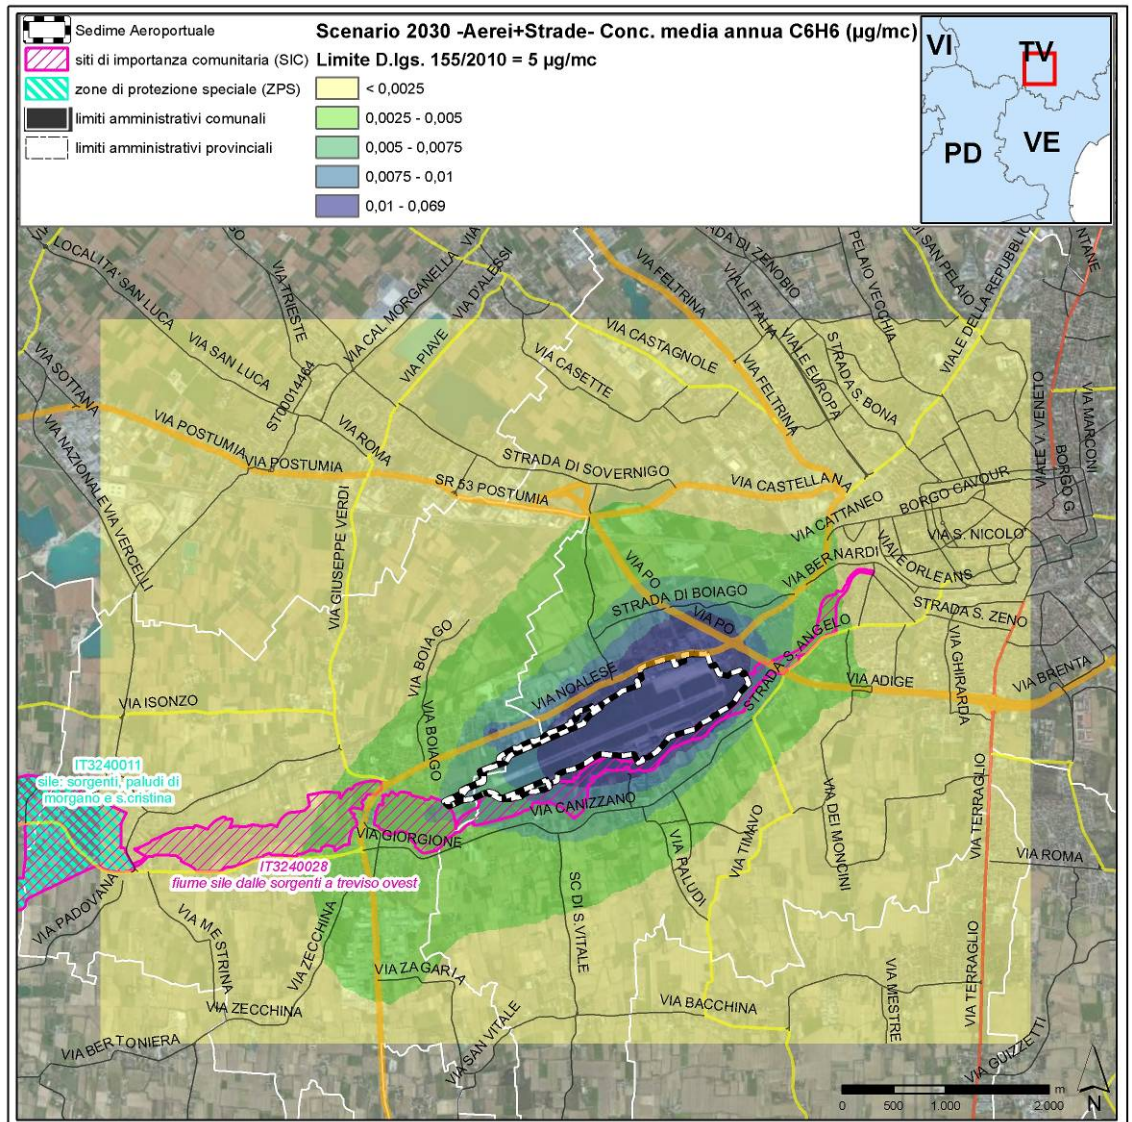 Sedime Aeroportuale
siti di importanza comunitaria (SIC)
zone di protezione speciale (ZPS)
limiti amministrativi comunali
limiti amministrativi provinciali
Scenario 2030 -Aerei+Strade- Conc. media annua C6H6 (µg/mc)
Limite D.lgs. 155/2010 = 5 µg/mc
< 0,0025
0,0025 - 0,005
0,005 - 0,0075
0,0075 - 0,01
0,01 - 0,069
VI
TV
PD
VE
LOCALITA' SAN LUCA
VIA TRIESTE
VIA CAL MORGANELLA
VIA
VIA D'ALESSI
VIA FELTRINA
VIALE ITALIA
PELAIO VECCHIA
DI SAN PELAIO
VIALE DELLA REPUBBLIC
NTANE
VIA SOTTANA
VIA SAN LUCA
ST00014464
VIA PIAVE
VIA CASTAGNOLE
VIA CASETTE
VIA FELTRINA
VIALE EUROPA
STRADA S. BONA
VIALE V. VENETO
VIA MARCONI
BORGO G.
VIA POSTUMIA
VIA POSTUMIA
VIA ROMA
STRADA DI SOVERNIGO
SR 53 POSTUMIA
VIA CASTELLANA
VIA CATTANEO
BORGO CAVOUR
VIA S. NICOLO'
VIA NAZIONALE
VIA VERCELLI
VIA GIUSEPPE VERDI
VIA PO
VIA BERNARDI
VIALE ORLEANS
STRADA DI BOIAGO
VIA PO
STRADA S. ZENO
STRADA S. ANGELO
VIA BOIAGO
VIA NOALESE
VIA ADIGE
VIA GHIRARDA
VIA BRENTA
VIA ISONZO
VIA BOIAGO
IT3240011
sile: sorgenti, paludi di
morgano e s.cristina
VIA CANIZZANO
VIA GIORGIONE
IT3240028
fiume sile dalle sorgenti a treviso ovest
VIA PALUDI
VIA TIMAVO
VIA DEI MONCINI
VIA TERRAGLIO
VIA ROMA
VIA PADOVANA
VIA MESTRINA
VIA ZECCHINA
SC DI S.VITALE
VIA ZAGARIA
VIA ZECCHINA
VIA SAN VITALE
VIA BACCHINA
VIA MESTRE
VIA TERRAGLIO
VIA BERTONIERA
VIA GUIZZETTI
m
0 500 1.000 2.000
N